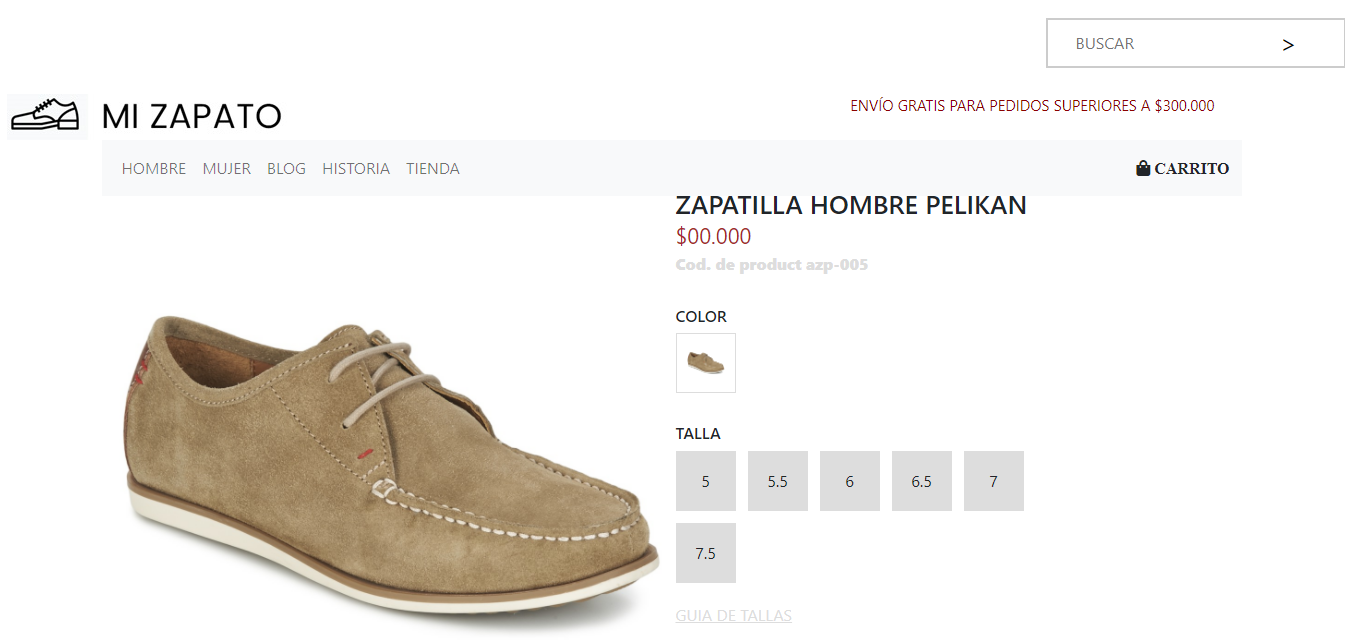 BUSCAR >
MI ZAPATO
ENVÍO GRATIS PARA PEDIDOS SUPERIORES A $300.000
HOMBRE MUJER BLOG HISTORIA TIENDA CARRITO
ZAPATILLA HOMBRE PELIKAN
$00.000
Cod. de product azp-005
COLOR
TALLA
5 5.5 6 6.5 7
7.5
GUIA DE TALLAS